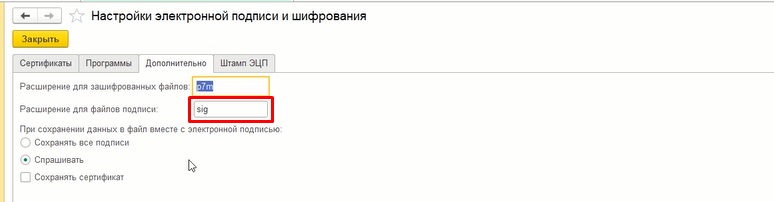 Настройки электронной подписи и шифрования
Закрыть
Сертификаты Программы Дополнительно Штамп ЭЦП
Расширение для зашифрованных файлов: p7m
Расширение для файлов подписи: sig
При сохранении данных в файл вместе с электронной подписью:
Сохранять все подписи
Спрашивать
Сохранять сертификат